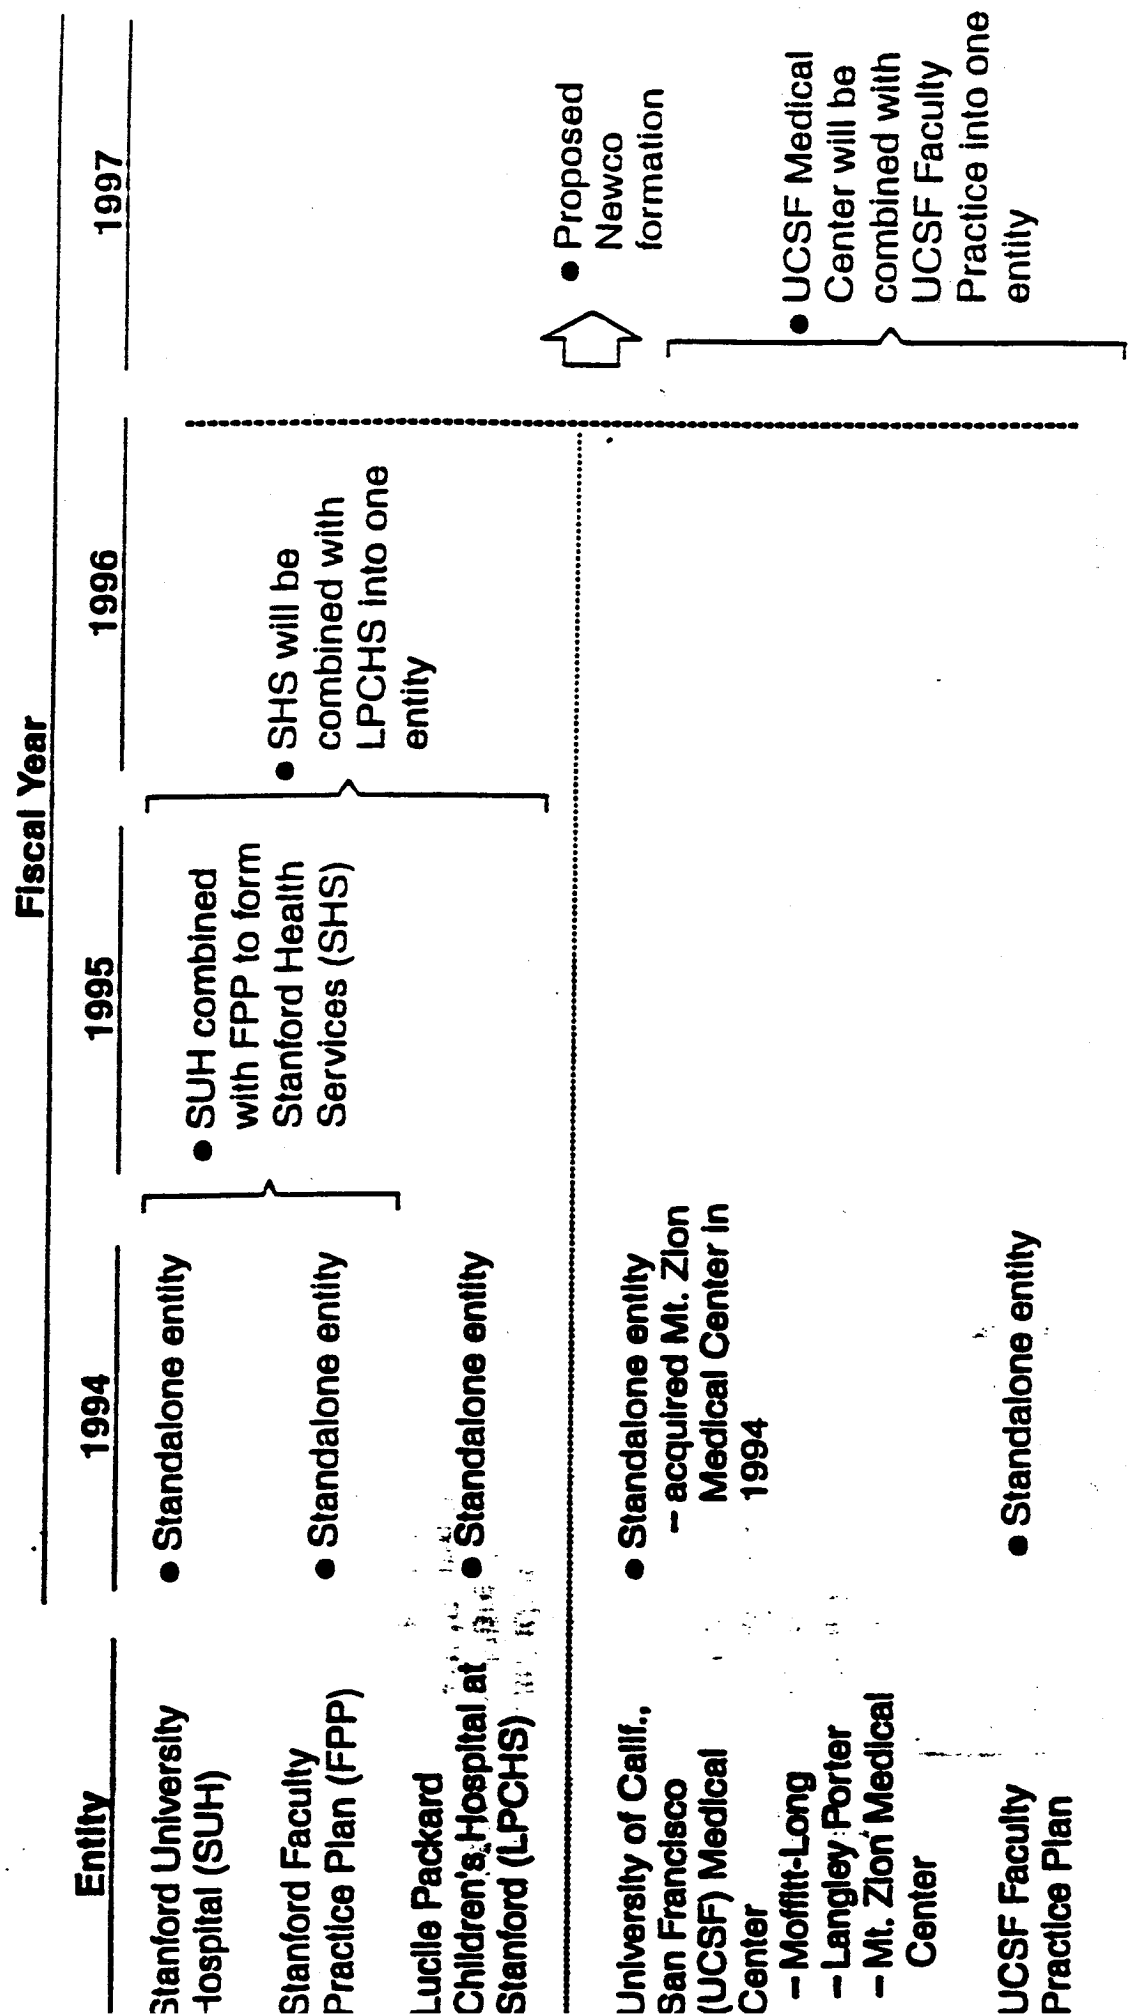 Fiscal Year
Entity
1994
1995
1996
1997
Stanford University
Hospital (SUH)
● Standalone entity
● SUH combined
with FPP to form
Stanford Health
Services (SHS)
● SHS will be
combined with
LPCHS into one
entity
Stanford Faculty
Practice Plan (FPP)
● Standalone entity
Lucile Packard
Children's Hospital at
Stanford (LPCHS)
● Standalone entity
● Proposed
Newco
formation
University of Calif.,
San Francisco
(UCSF) Medical
Center
– Moffitt-Long
– Langley Porter
– Mt. Zion Medical
Center
● Standalone entity
– acquired Mt. Zion
Medical Center in
1994
● UCSF Medical
Center will be
combined with
UCSF Faculty
Practice into one
entity
UCSF Faculty
Practice Plan
● Standalone entity